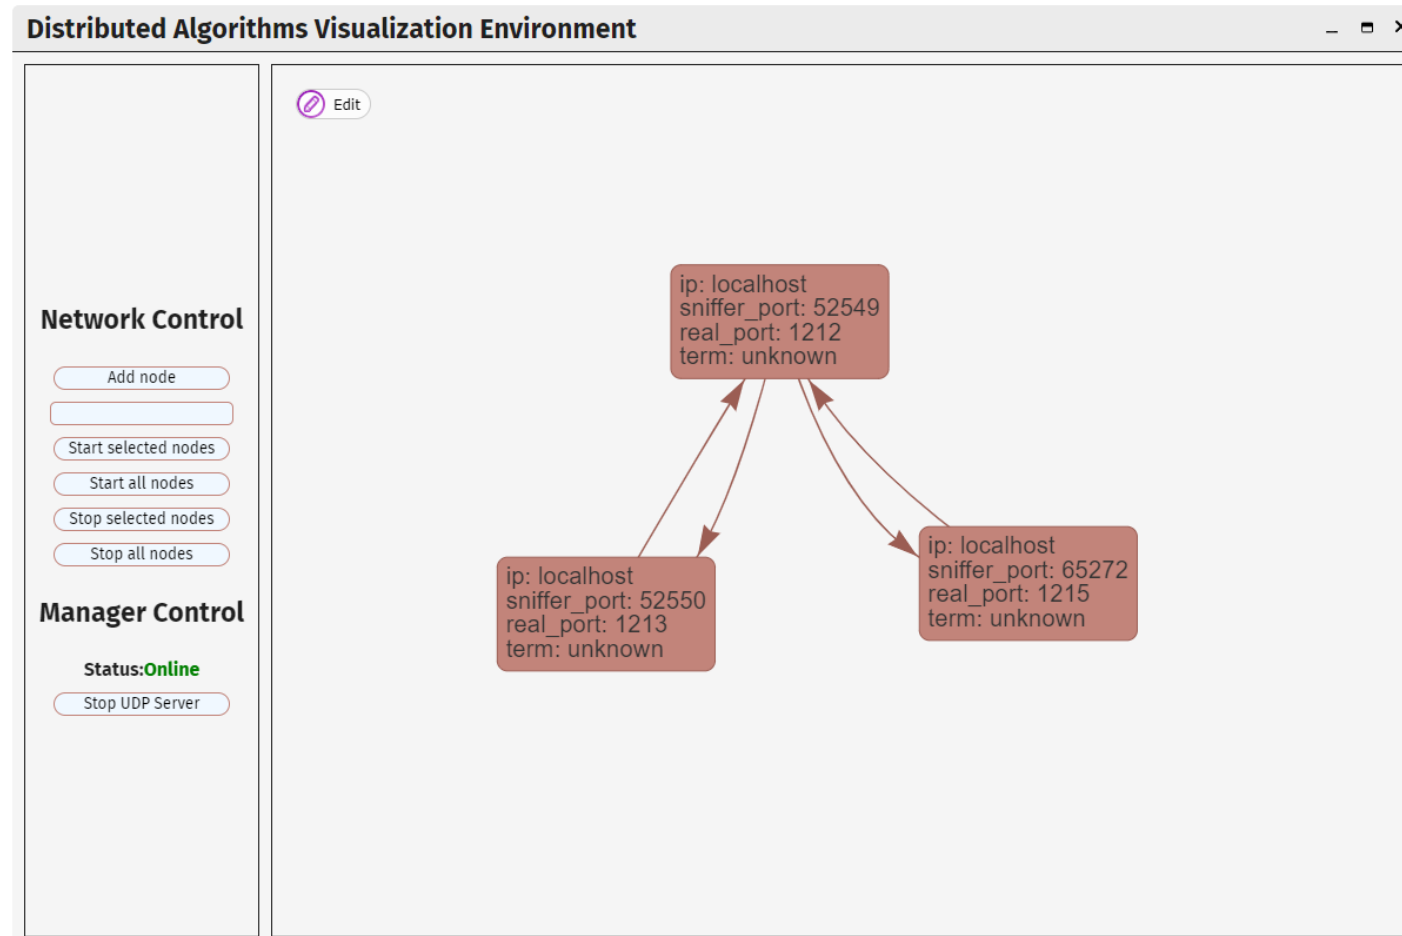 Distributed Algorithms Visualization Environment
Edit
Network Control
Add node
Start selected nodes
Start all nodes
Stop selected nodes
Stop all nodes
Manager Control
Status:Online
Stop UDP Server
ip: localhost
sniffer_port: 52549
real_port: 1212
term: unknown
ip: localhost
sniffer_port: 52550
real_port: 1213
term: unknown
ip: localhost
sniffer_port: 65272
real_port: 1215
term: unknown